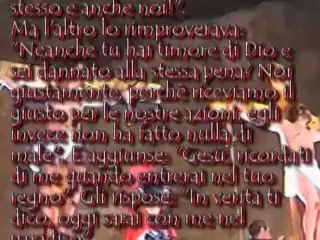 stesso e anche noi!".
Ma l'altro lo rimproverava:
"Neanche tu hai timore di Dio e
sei dannato alla stessa pena? Noi
giustamente, perché riceviamo il
giusto per le nostre azioni, egli
invece non ha fatto nulla di
male". E aggiunse: "Gesù, ricordati
di me quando entrerai nel tuo
regno". Gli rispose: "In verità ti
dico, oggi sarai con me nel